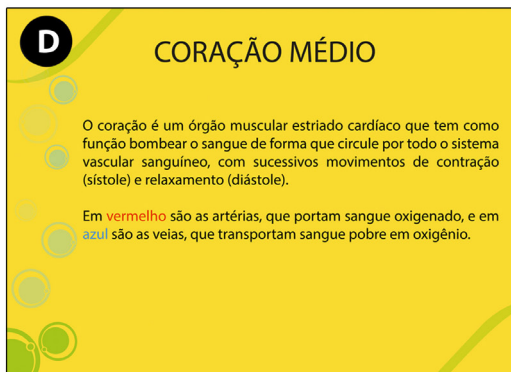 D
CORAÇÃO MÉDIO
O coração é um órgão muscular estriado cardíaco que tem como
função bombear o sangue de forma que circule por todo o sistema
vascular sanguíneo, com sucessivos movimentos de contração
(sístole) e relaxamento (diástole).
Em vermelho são as artérias, que portam sangue oxigenado, e em
azul são as veias, que transportam sangue pobre em oxigênio.